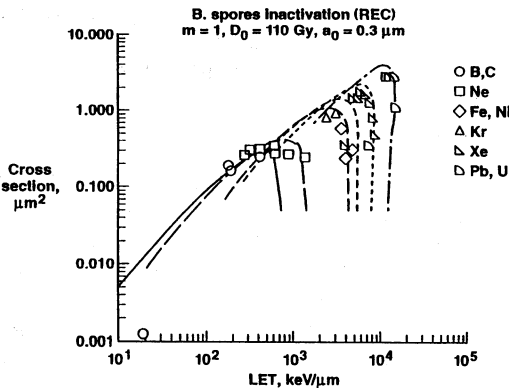 B. spores inactivation (REC)
m = 1, D₀ = 110 Gy, a₀ = 0.3 µm
10.000
1.000
0.100
0.010
0.001
Cross
section,
µm²
10¹ 10² 10³ 10⁴ 10⁵
LET, keV/µm
B,C
Ne
Fe, Ni
Kr
Xe
Pb, U